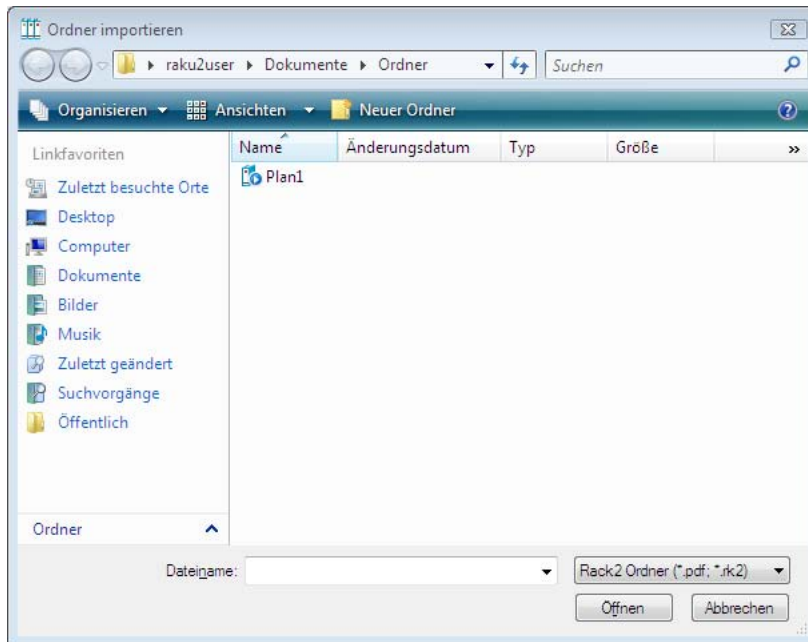 Ordner importieren
raku2user ▸ Dokumente ▸ Ordner
Suchen
Organisieren
Ansichten
Neuer Ordner
Linkfavoriten
Zuletzt besuchte Orte
Desktop
Computer
Dokumente
Bilder
Musik
Zuletzt geändert
Suchvorgänge
Öffentlich
Ordner
Name Änderungsdatum Typ Größe »
Plan1
Dateiname:
Rack2 Ordner (*.pdf; *.rk2)
Öffnen
Abbrechen